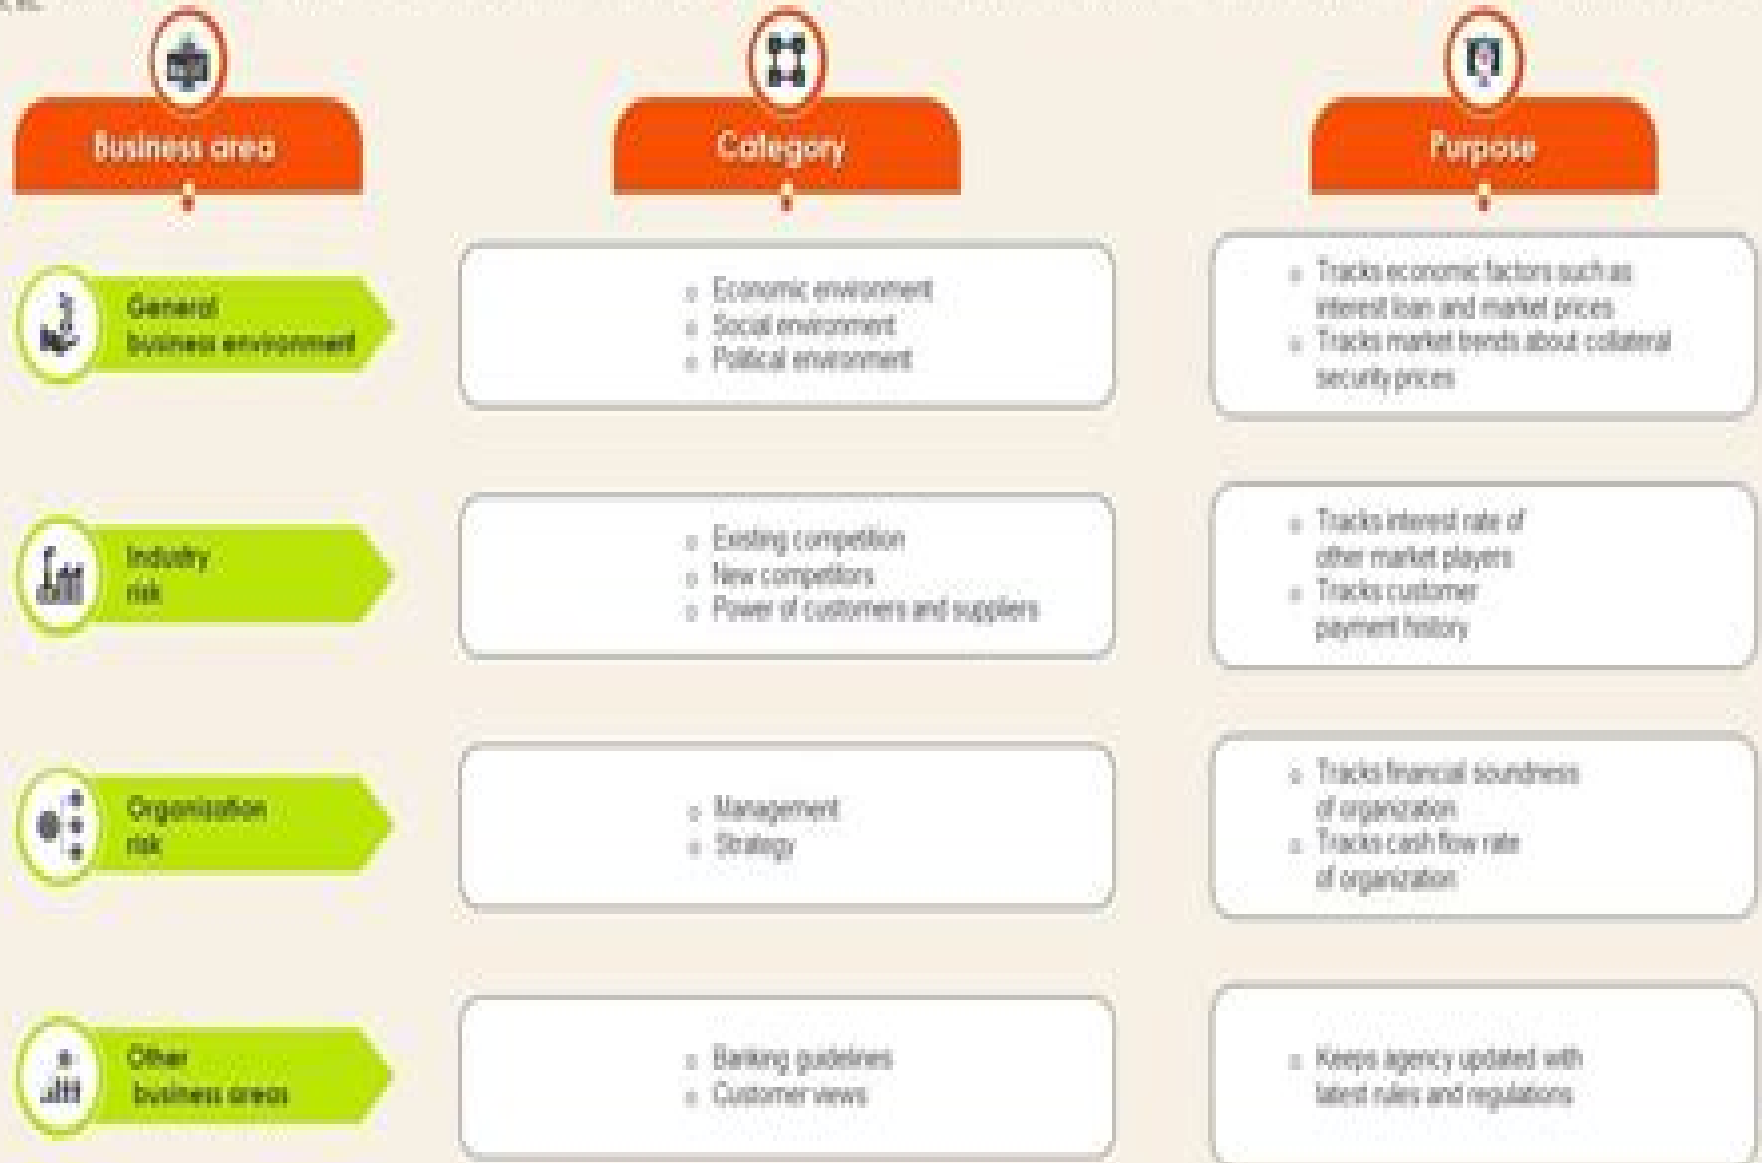 Business area
Category
Purpose
General
business environment
o Economic environment
o Social environment
o Political environment
o Tracks economic factors such as
interest loan and market prices
o Tracks market trends about collateral
security prices
Industry
risk
o Existing competition
o New competitors
o Power of customers and suppliers
o Tracks interest rate of
other market players
o Tracks customer
payment history
Organization
risk
o Management
o Strategy
o Tracks financial soundness
of organization
o Tracks cash flow rate
of organization
Other
business areas
o Banking guidelines
o Customer views
o Keeps agency updated with
latest rules and regulations